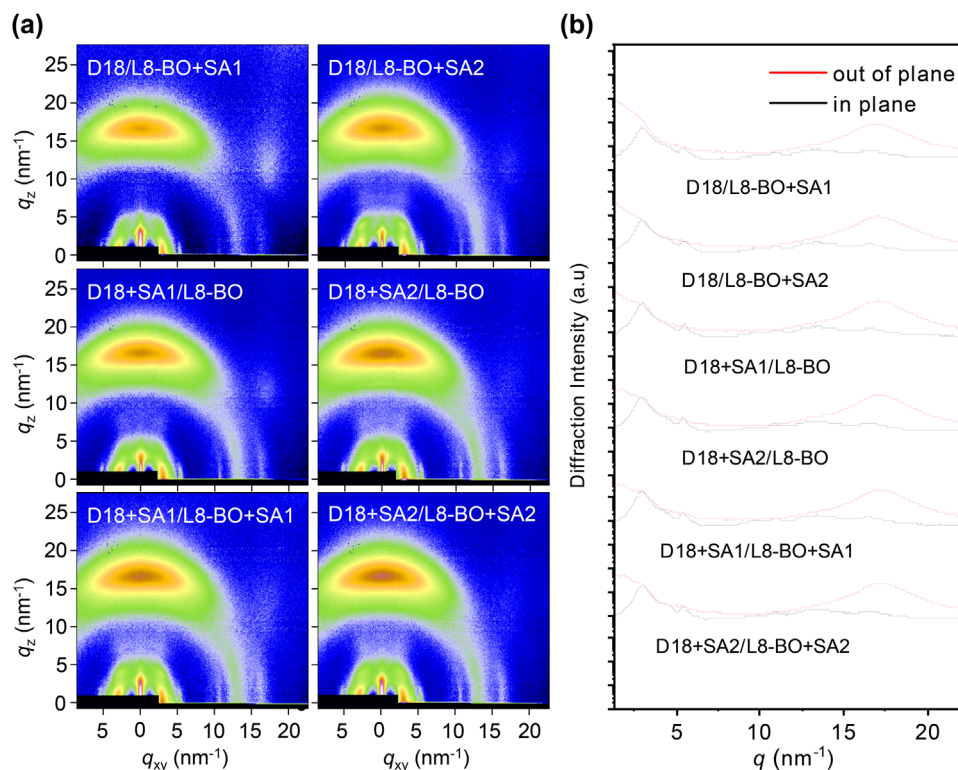 (a)
D18/L8-BO+SA1
D18/L8-BO+SA2
25
20
15
10
5
0
qz (nm-1)
D18+SA1/L8-BO
D18+SA2/L8-BO
25
20
15
10
5
0
qz (nm-1)
D18+SA1/L8-BO+SA1
D18+SA2/L8-BO+SA2
25
20
15
10
5
0
qz (nm-1)
5 0 5 10 15 20
5 0 5 10 15 20
qxy (nm-1)
qxy (nm-1)
(b)
out of plane
in plane
D18/L8-BO+SA1
D18/L8-BO+SA2
D18+SA1/L8-BO
D18+SA2/L8-BO
D18+SA1/L8-BO+SA1
D18+SA2/L8-BO+SA2
Diffraction Intensity (a.u)
5 10 15 20
q (nm-1)